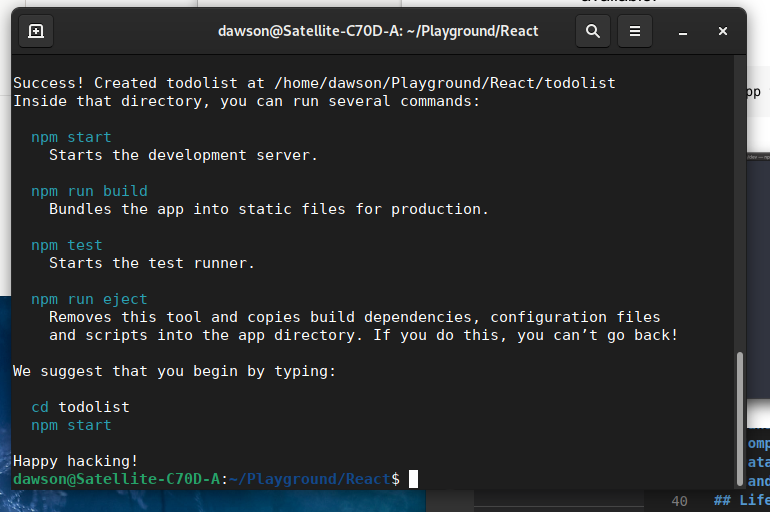 dawson@Satellite-C70D-A: ~/Playground/React
Success! Created todolist at /home/dawson/Playground/React/todolist
Inside that directory, you can run several commands:
npm start
Starts the development server.
npm run build
Bundles the app into static files for production.
npm test
Starts the test runner.
npm run eject
Removes this tool and copies build dependencies, configuration files
and scripts into the app directory. If you do this, you can’t go back!
We suggest that you begin by typing:
cd todolist
npm start
Happy hacking!
dawson@Satellite-C70D-A:~/Playground/React$
40 ## Life